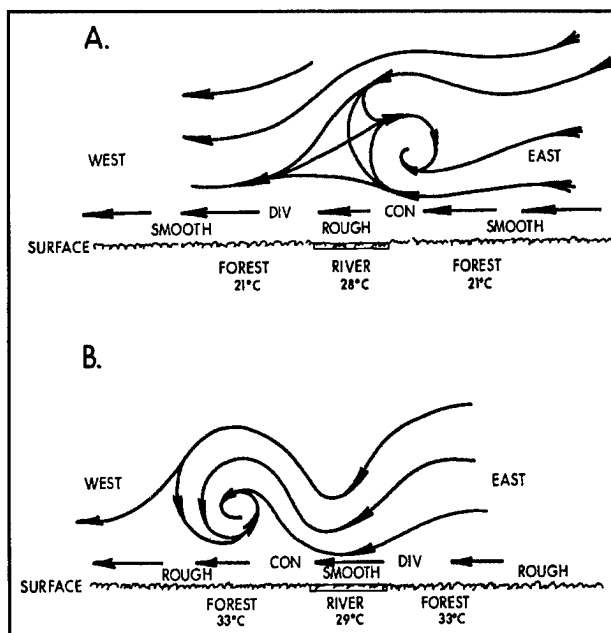 A.
WEST EAST
DIV CON
SMOOTH ROUGH SMOOTH
SURFACE
FOREST RIVER FOREST
21°C 28°C 21°C
B.
WEST EAST
CON DIV
ROUGH SMOOTH ROUGH
SURFACE
FOREST RIVER FOREST
33°C 29°C 33°C